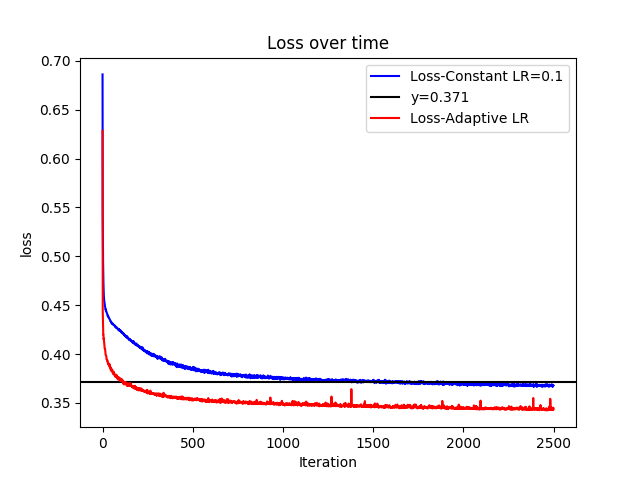 Loss over time
Loss-Constant LR=0.1
y=0.371
Loss-Adaptive LR
0.70
0.65
0.60
0.55
0.50
0.45
0.40
0.35
loss
0 500 1000 1500 2000 2500
Iteration